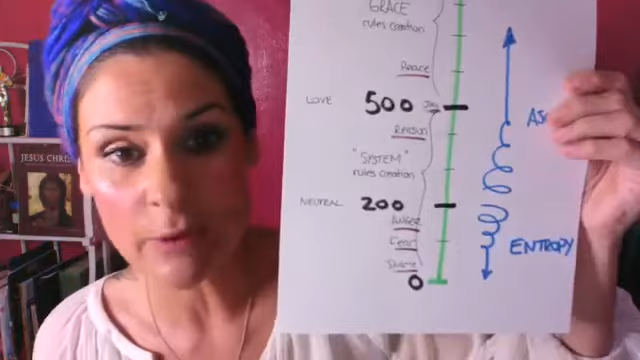 GRACE
rules creation
Peace
LOVE 500 Joy
Reason
"SYSTEM"
rules creation
NEUTRAL 200
ANGER
Fear
Shame
0
ENTROPY
JESUS CHRIST